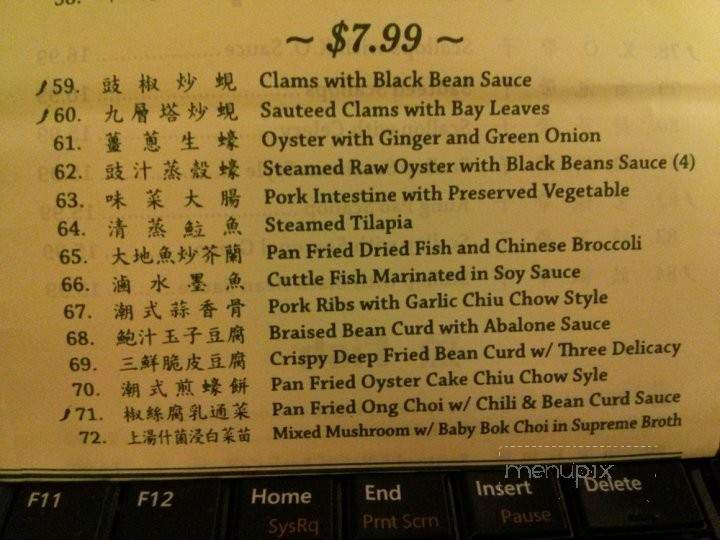 ~ $7.99 ~
59. 豉椒炒蜆 Clams with Black Bean Sauce
60. 九層塔炒蜆 Sauteed Clams with Bay Leaves
61. 薑蔥生蠔 Oyster with Ginger and Green Onion
62. 豉汁蒸殼蠔 Steamed Raw Oyster with Black Beans Sauce (4)
63. 味菜大腸 Pork Intestine with Preserved Vegetable
64. 清蒸鱼魚 Steamed Tilapia
65. 大地魚炒芥蘭 Pan Fried Dried Fish and Chinese Broccoli
66. 滷水墨魚 Cuttle Fish Marinated in Soy Sauce
67. 潮式蒜香骨 Pork Ribs with Garlic Chiu Chow Style
68. 鮑汁玉子豆腐 Braised Bean Curd with Abalone Sauce
69. 三鮮脆皮豆腐 Crispy Deep Fried Bean Curd w/ Three Delicacy
70. 潮式煎蠔餅 Pan Fried Oyster Cake Chiu Chow Syle
71. 椒絲腐乳通菜 Pan Fried Ong Choi w/ Chili & Bean Curd Sauce
72. 上湯什菌浸白菜苗 Mixed Mushroom w/ Baby Bok Choi in Supreme Broth
menupix
F11 F12 Home End Insert Delete
SysRq Prnt Scrn Pause